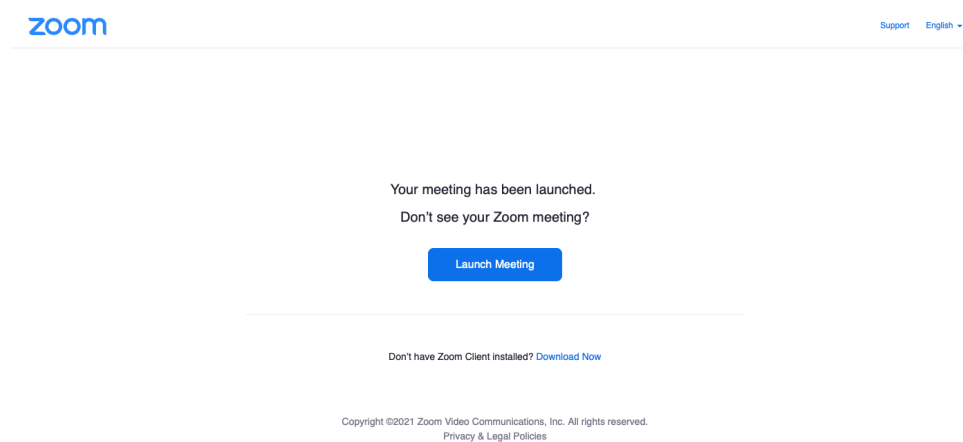 zoom
Support English
Your meeting has been launched.
Don't see your Zoom meeting?
Launch Meeting
Don't have Zoom Client installed? Download Now
Copyright ©2021 Zoom Video Communications, Inc. All rights reserved.
Privacy & Legal Policies